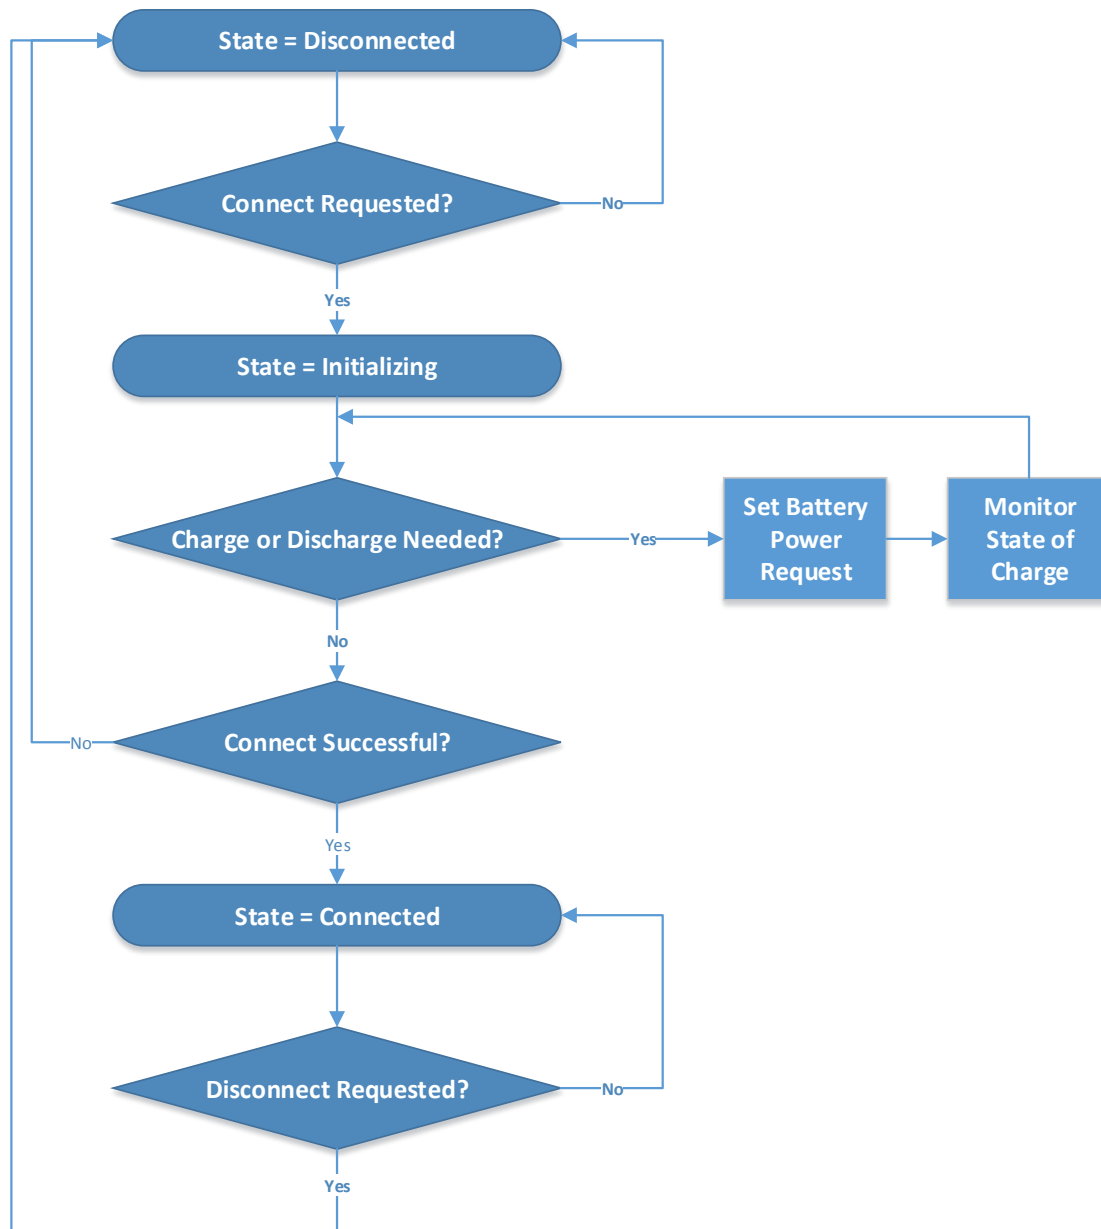 State = Disconnected
Connect Requested?
No
Yes
State = Initializing
Charge or Discharge Needed?
Yes
Set Battery
Power
Request
Monitor
State of
Charge
No
Connect Successful?
No
Yes
State = Connected
Disconnect Requested?
No
Yes